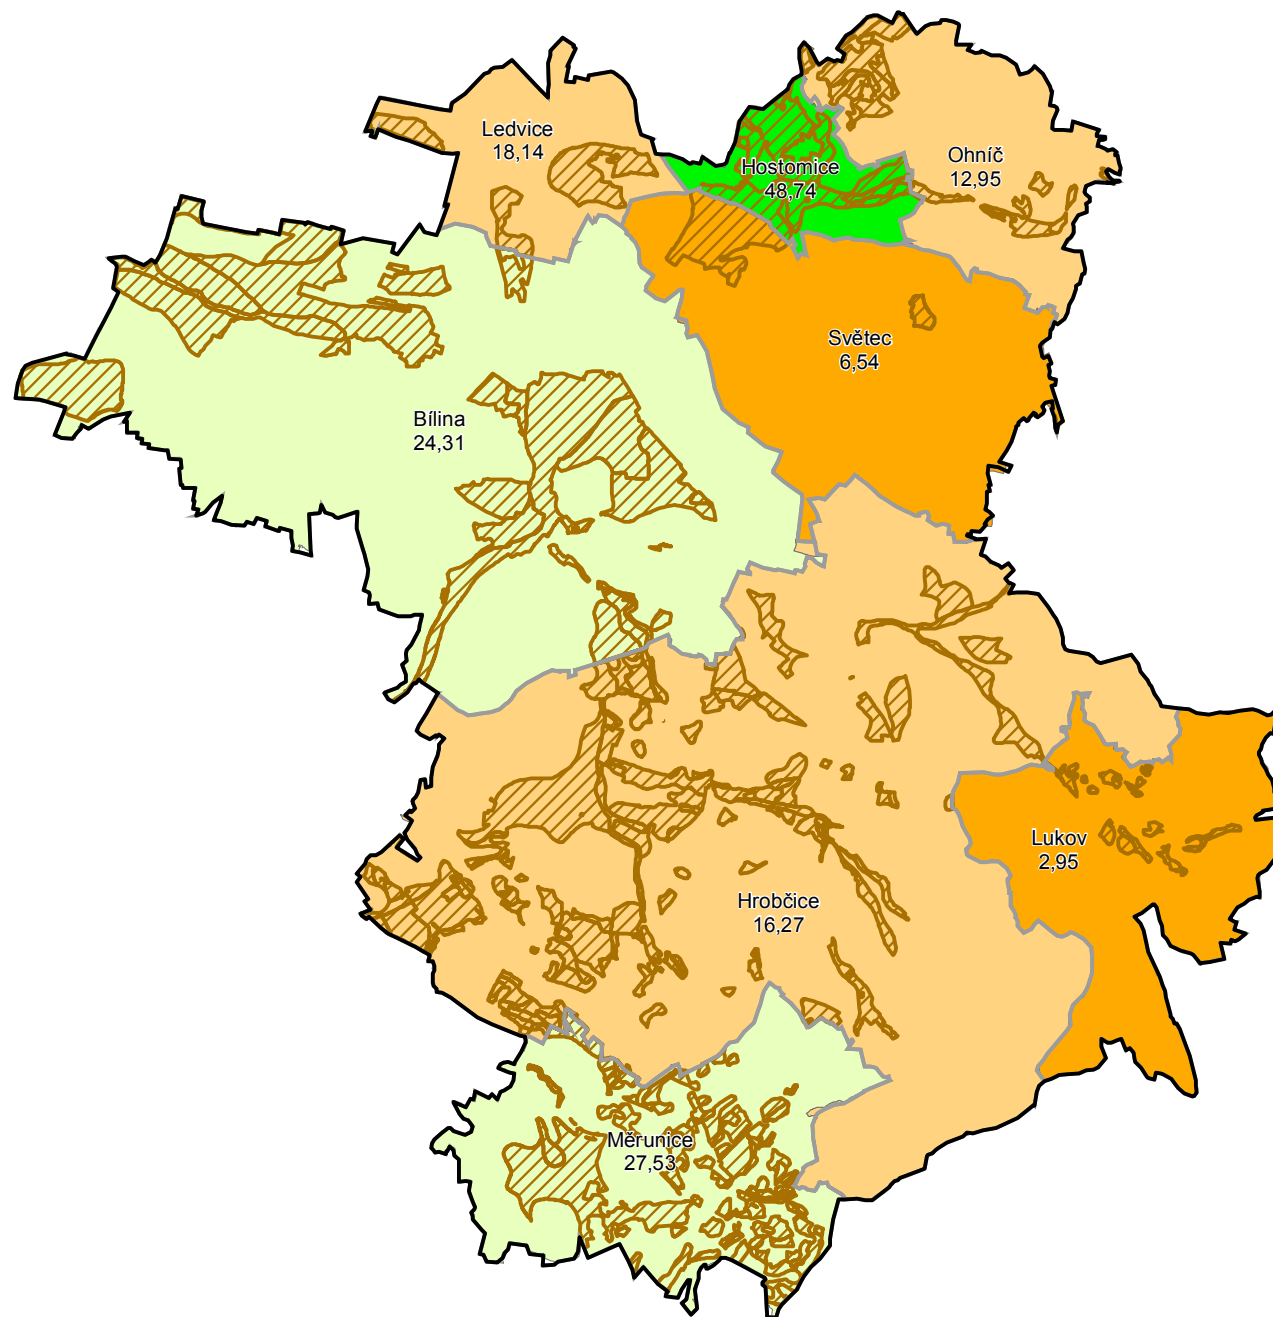 Ledvice
18,14
Hostomice
48,74
Ohníč
12,95
Světec
6,54
Bílina
24,31
Lukov
2,95
Hrobčice
16,27
Měrunice
27,53